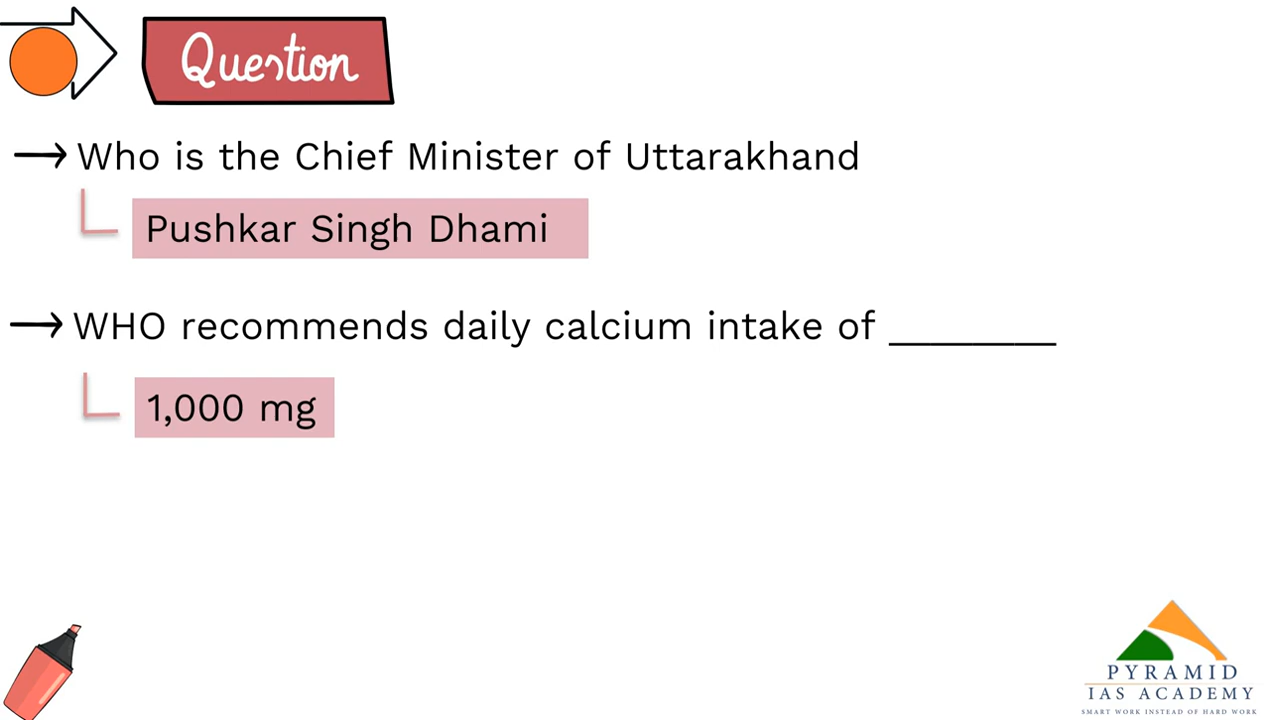 Question
Who is the Chief Minister of Uttarakhand
Pushkar Singh Dhami
WHO recommends daily calcium intake of ________
1,000 mg
PYRAMID
IAS ACADEMY
SMART WORK INSTEAD OF HARD WORK